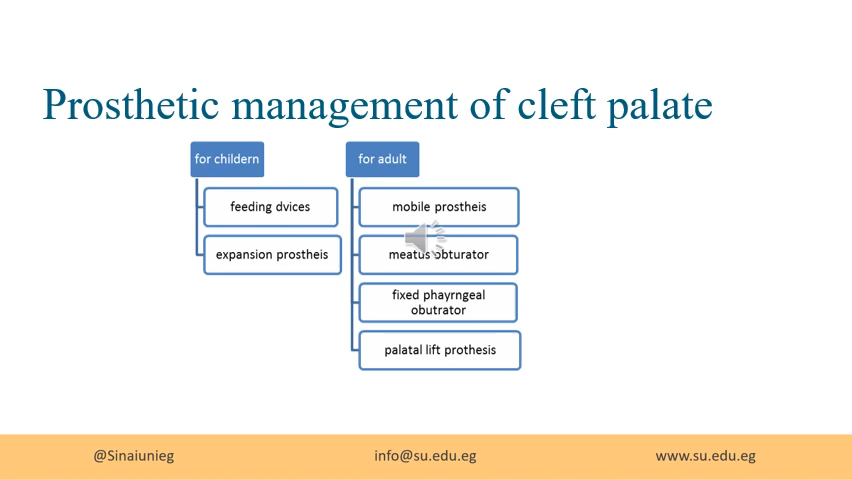 Prosthetic management of cleft palate
for childern
feeding dvices
expansion prostheis
for adult
mobile prostheis
meatus obturator
fixed phayrngeal
obutrator
palatal lift prothesis
@Sinaiunieg
info@su.edu.eg
www.su.edu.eg